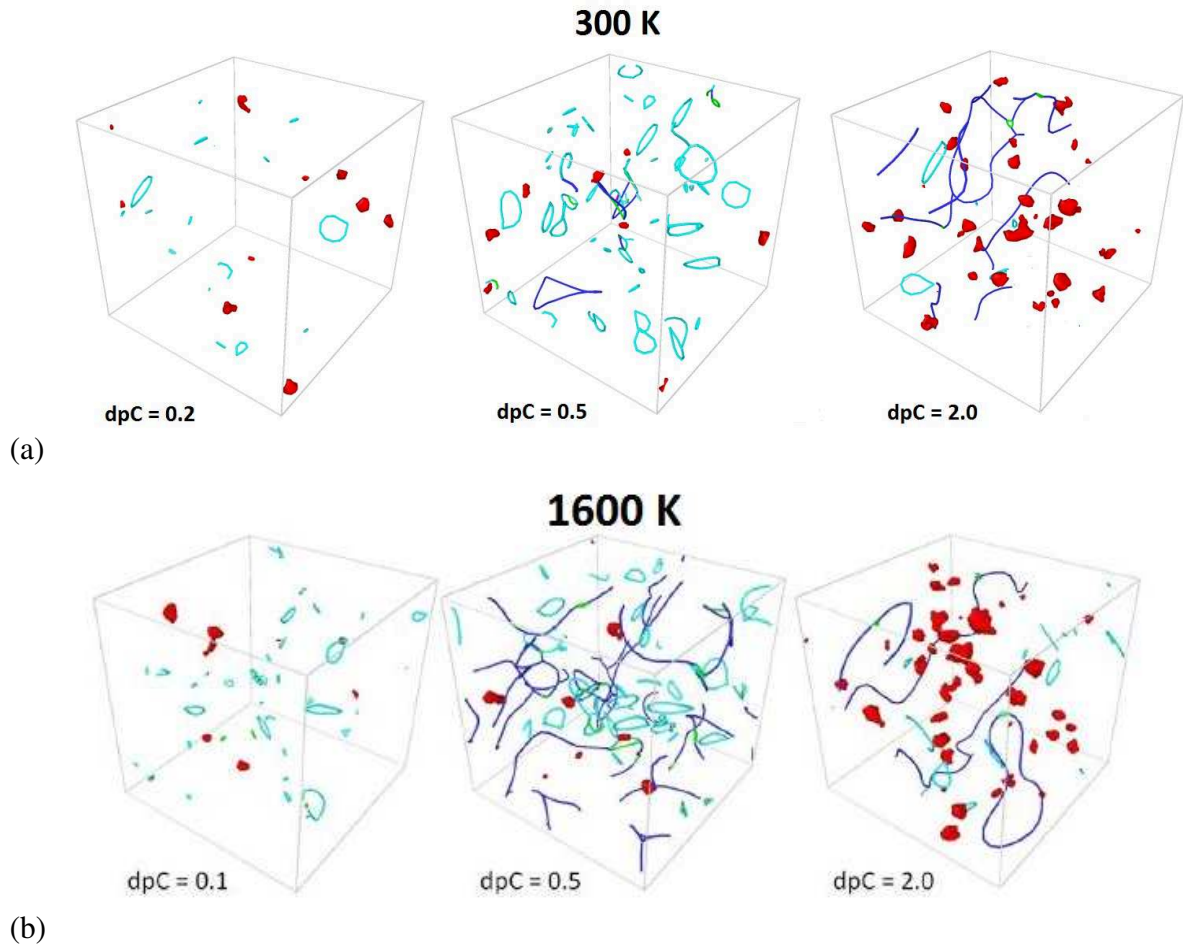 300 K
dpC = 0.2
dpC = 0.5
dpC = 2.0
(a)
1600 K
dpC = 0.1
dpC = 0.5
dpC = 2.0
(b)